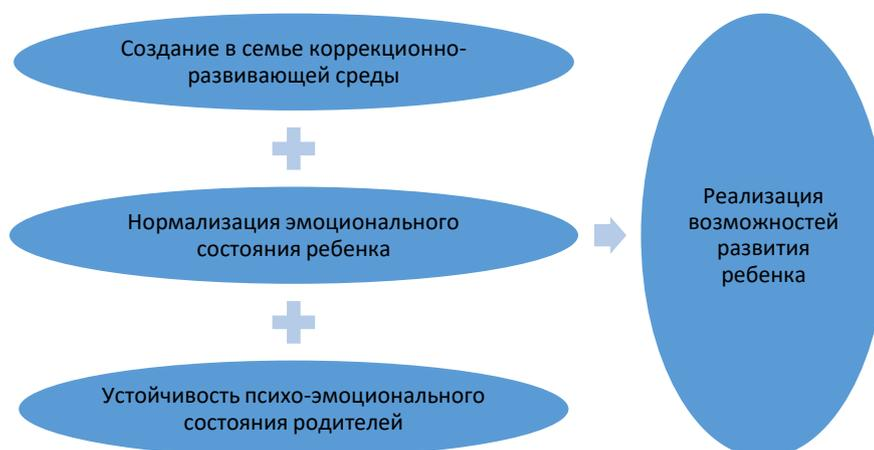 Создание в семье коррекционно-
развивающей среды
Нормализация эмоционального
состояния ребенка
Устойчивость психо-эмоционального
состояния родителей
Реализация
возможностей
развития
ребенка